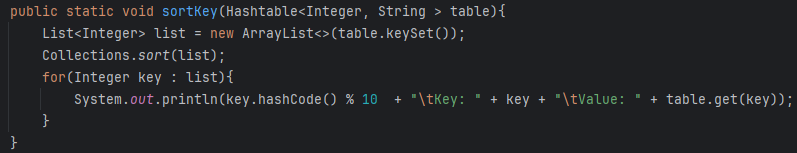 public static void sortKey(Hashtable<Integer, String > table){
    List<Integer> list = new ArrayList<>(table.keySet());
    Collections.sort(list);
    for(Integer key : list){
        System.out.println(key.hashCode() % 10  + "\tKey: " + key + "\tValue: " + table.get(key));
    }
}